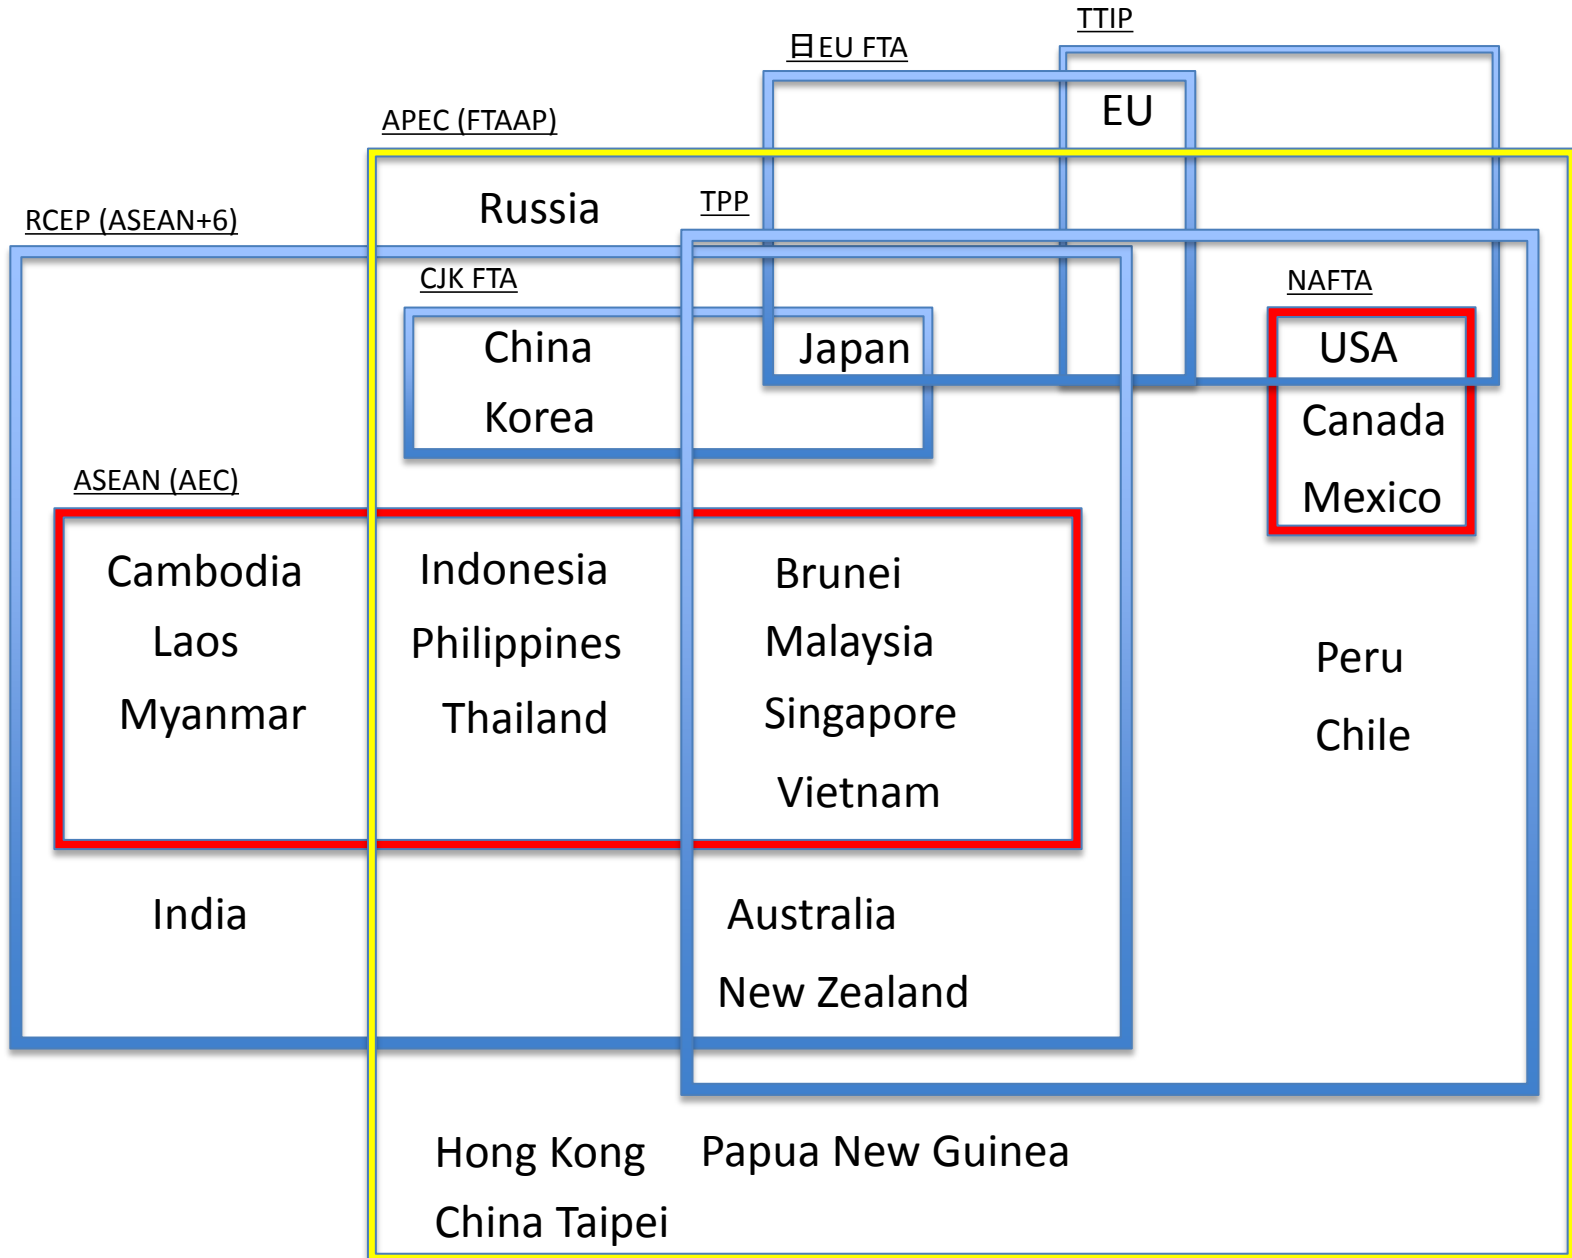 TTIP
日EU FTA
EU
APEC (FTAAP)
Russia
TPP
RCEP (ASEAN+6)
CJK FTA
NAFTA
China
Japan
USA
Korea
Canada
ASEAN (AEC)
Mexico
Cambodia
Indonesia
Brunei
Laos
Philippines
Malaysia
Peru
Myanmar
Thailand
Singapore
Chile
Vietnam
India
Australia
New Zealand
Hong Kong
Papua New Guinea
China Taipei